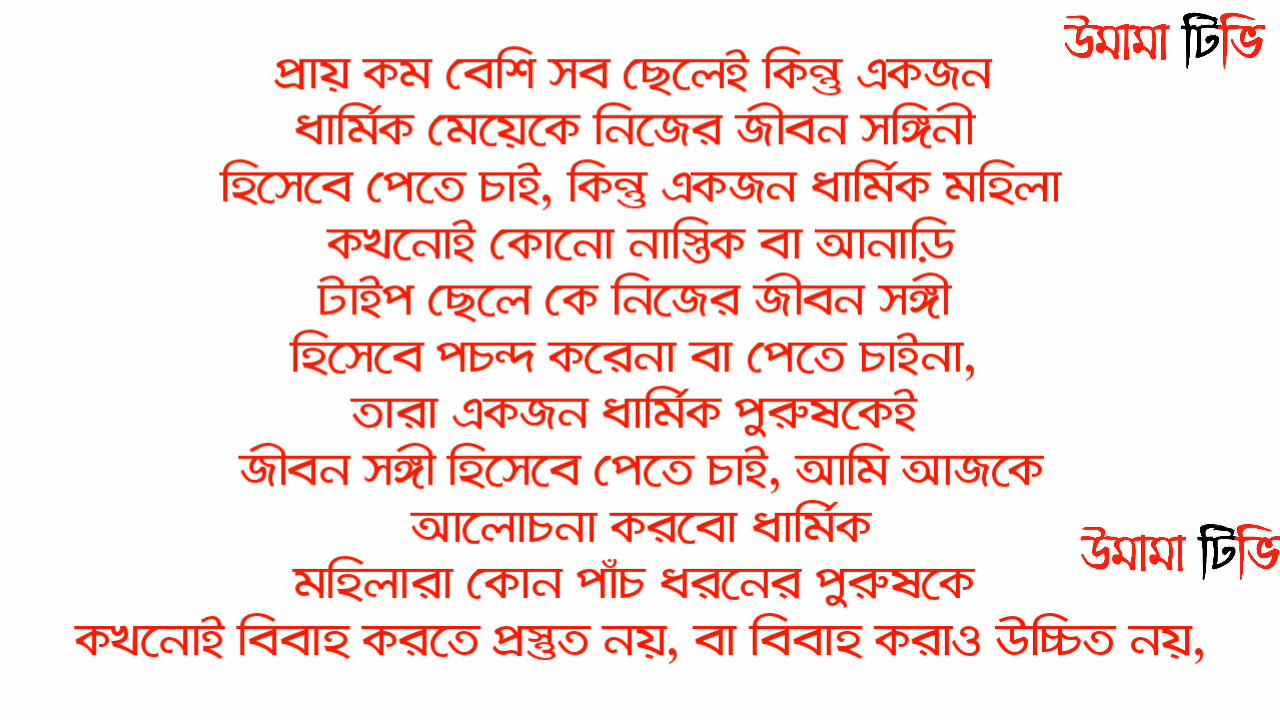 উমামা টিভি
প্রায় কম বেশি সব ছেলেই কিন্তু একজন
ধার্মিক মেয়েকে নিজের জীবন সঙ্গিনী
হিসেবে পেতে চাই, কিন্তু একজন ধার্মিক মহিলা
কখনোই কোনো নাস্তিক বা আনাড়ি
টাইপ ছেলে কে নিজের জীবন সঙ্গী
হিসেবে পচন্দ করেনা বা পেতে চাইনা,
তারা একজন ধার্মিক পুরুষকেই
জীবন সঙ্গী হিসেবে পেতে চাই, আমি আজকে
আলোচনা করবো ধার্মিক
উমামা টিভি
মহিলারা কোন পাঁচ ধরনের পুরুষকে
কখনোই বিবাহ করতে প্রস্তুত নয়, বা বিবাহ করাও উচ্চিত নয়,